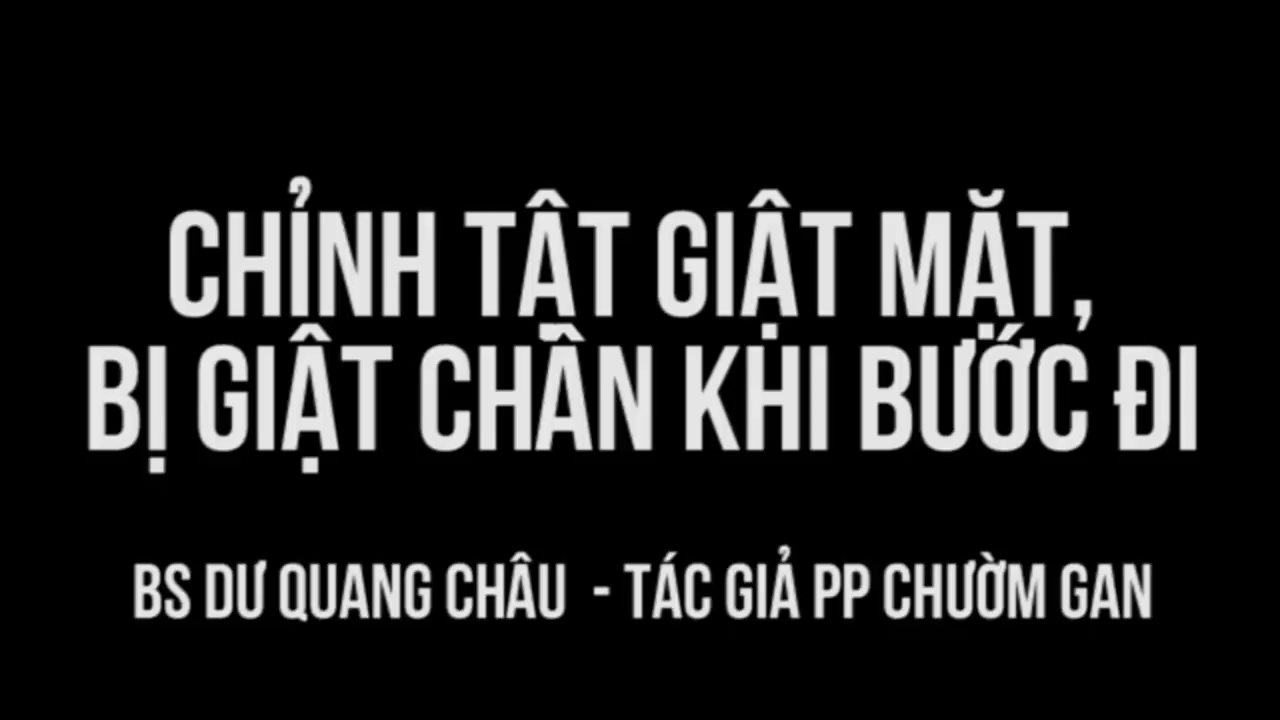 CHỈNH TẬT GIẬT MẶT,
BỊ GIẬT CHÂN KHI BƯỚC ĐI
BS DƯ QUANG CHÂU - TÁC GIẢ PP CHƯỜM GAN